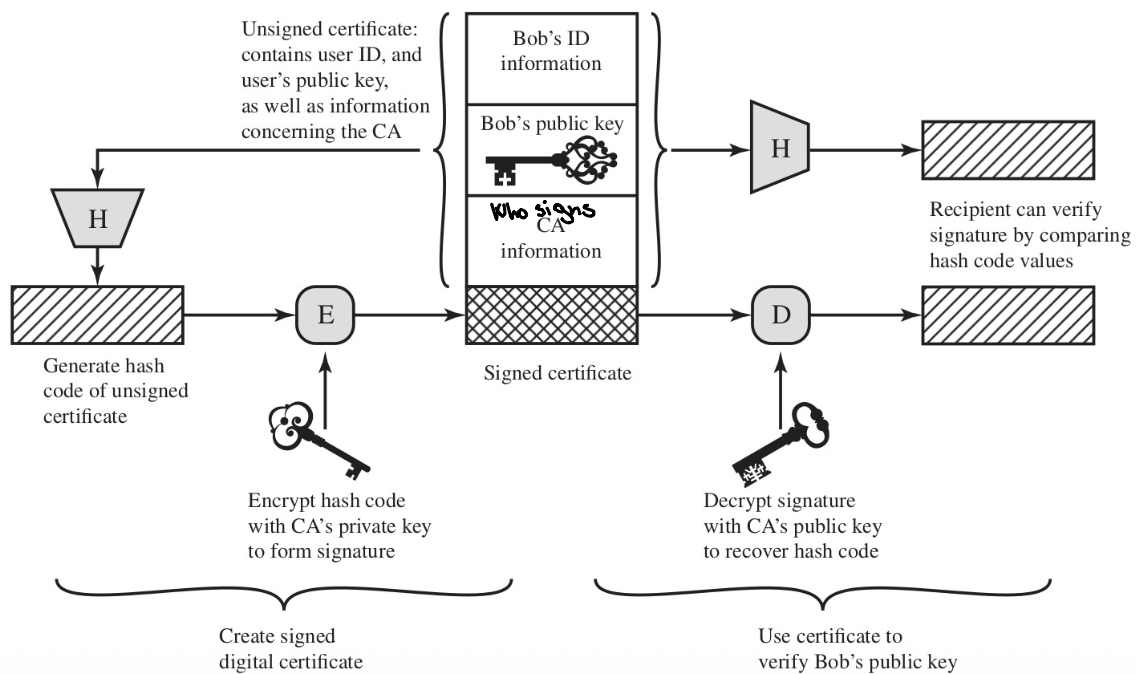 Unsigned certificate:
contains user ID, and
user's public key,
as well as information
concerning the CA
Bob's ID
information
Bob's public key
Who signs
CA
information
Signed certificate
H
Generate hash
code of unsigned
certificate
E
Encrypt hash code
with CA's private key
to form signature
Create signed
digital certificate
H
Recipient can verify
signature by comparing
hash code values
D
Decrypt signature
with CA's public key
to recover hash code
Use certificate to
verify Bob's public key